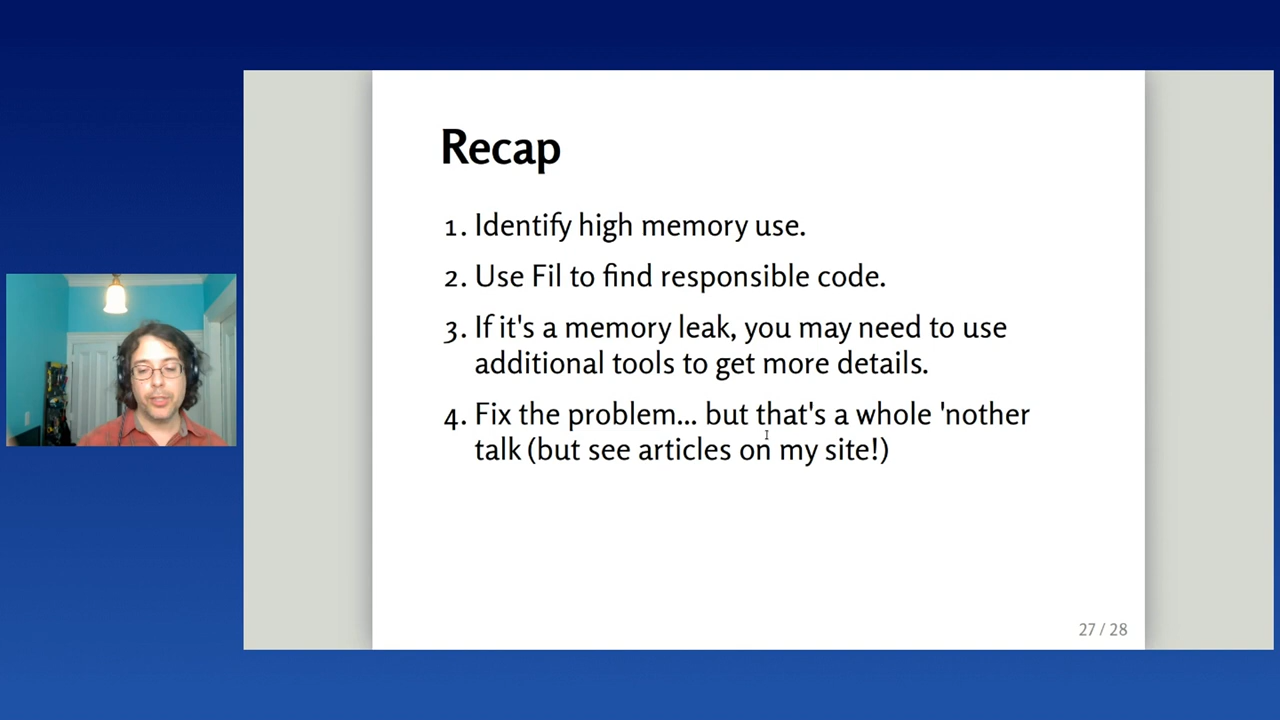 Recap
1. Identify high memory use.
2. Use Fil to find responsible code.
3. If it's a memory leak, you may need to use
additional tools to get more details.
4. Fix the problem... but that's a whole 'nother
talk (but see articles on my site!)
27 / 28